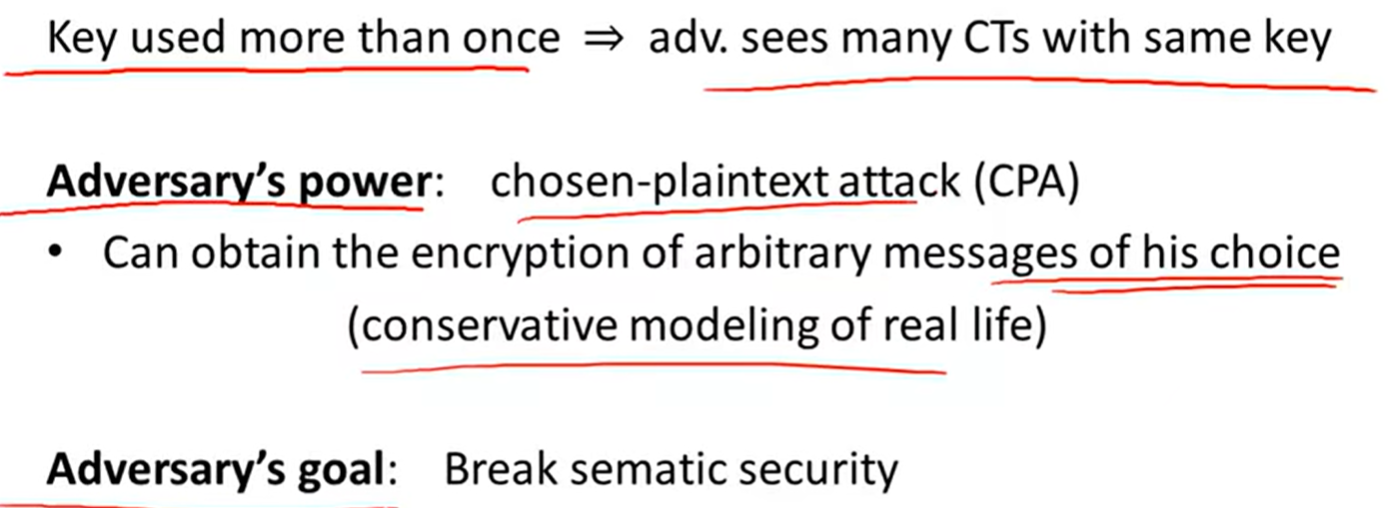 Key used more than once ⇒ adv. sees many CTs with same key
Adversary's power: chosen-plaintext attack (CPA)
• Can obtain the encryption of arbitrary messages of his choice
(conservative modeling of real life)
Adversary's goal: Break sematic security